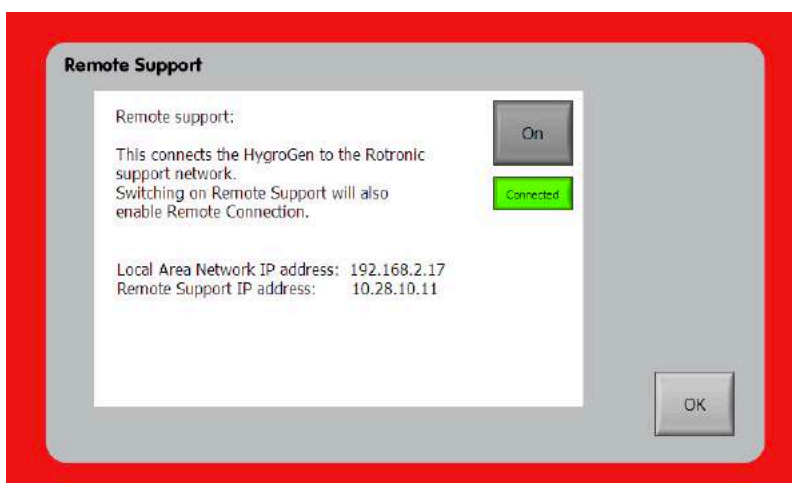 Remote Support
Remote support:
On
This connects the HygroGen to the Rotronic
support network.
Switching on Remote Support will also
enable Remote Connection.
Connected
Local Area Network IP address: 192.168.2.17
Remote Support IP address: 10.28.10.11
OK